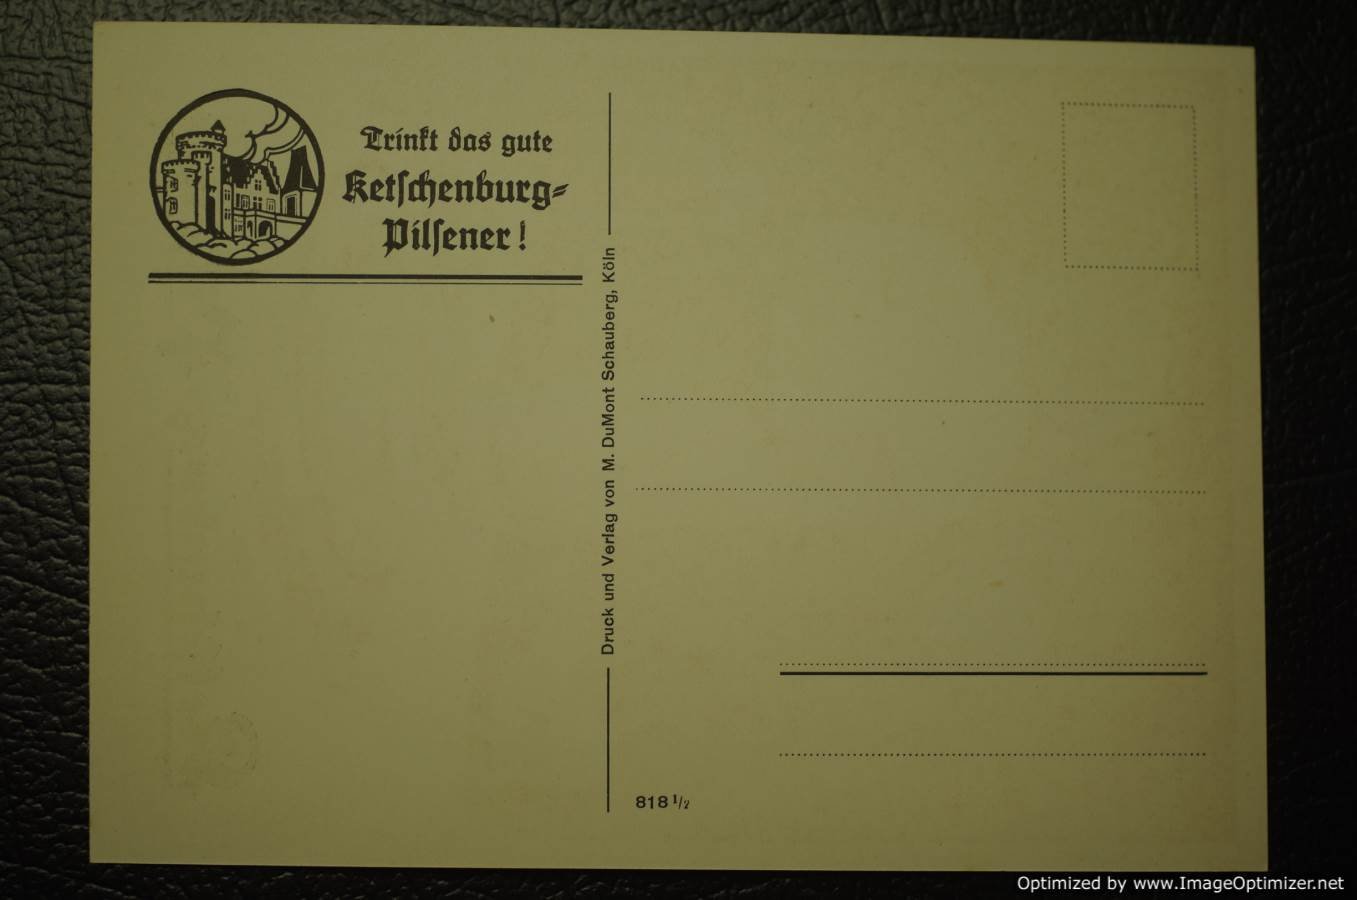 Trinkt das gute
Ketschenburg-
Pilsener!
Druck und Verlag von M. DuMont Schauberg, Köln
818 1/2
Optimized by www.ImageOptimizer.net